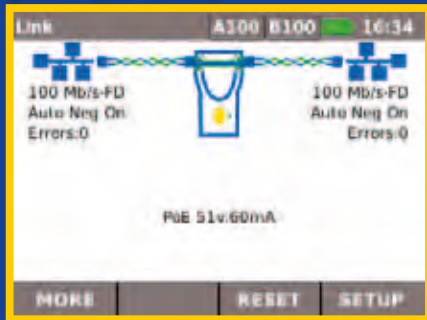 Link A100 B100 16:34
100 Mb/s-FD 100 Mb/s-FD
Auto Neg On Auto Neg On
Errors:0 Errors:0
PoE 51v:60mA
MORE RESET SETUP